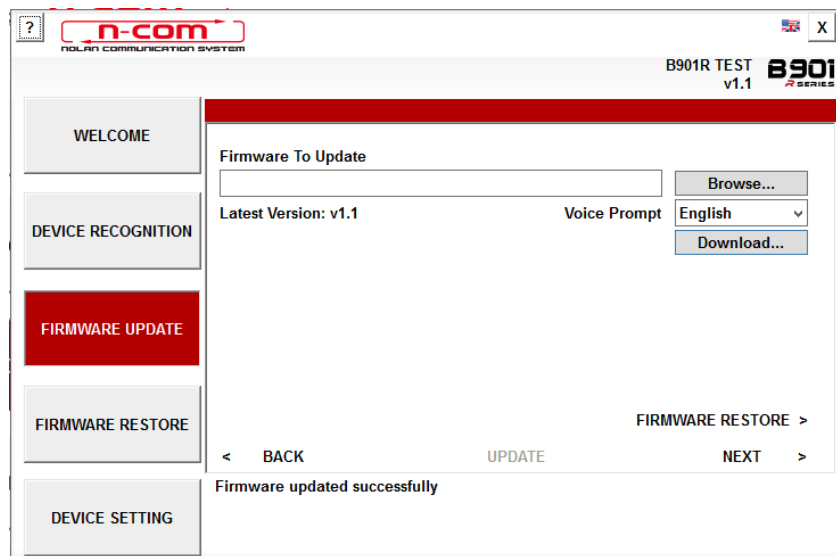 ?
n-com
NOLAN COMMUNICATION SYSTEM
X
B901R TEST
v1.1
B901
R SERIES
WELCOME
DEVICE RECOGNITION
FIRMWARE UPDATE
FIRMWARE RESTORE
DEVICE SETTING
Firmware To Update
Browse...
Latest Version: v1.1
Voice Prompt
English
Download...
FIRMWARE RESTORE >
< BACK
UPDATE
NEXT >
Firmware updated successfully